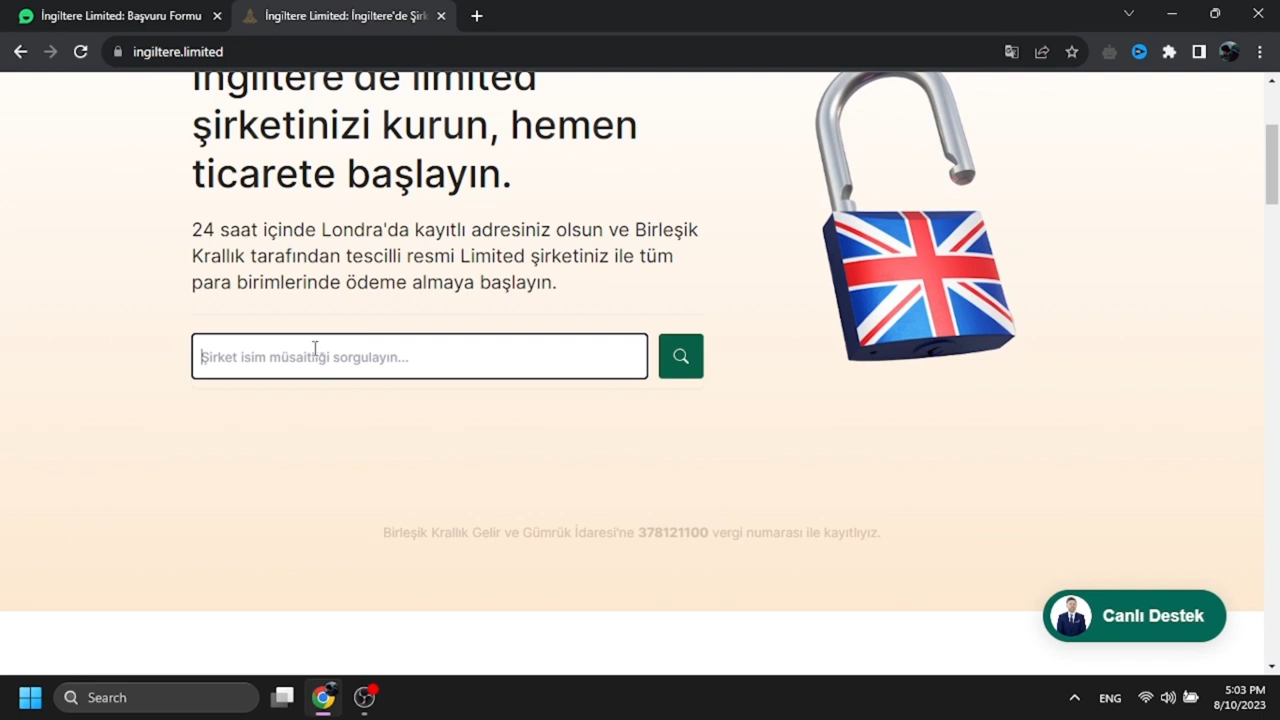 İngiltere Limited: Başvuru Formu
İngiltere Limited: İngiltere'de Şirk
ingiltere.limited
İngiltere'de limited
şirketinizi kurun, hemen
ticarete başlayın.
24 saat içinde Londra'da kayıtlı adresiniz olsun ve Birleşik
Krallık tarafından tescilli resmi Limited şirketiniz ile tüm
para birimlerinde ödeme almaya başlayın.
Şirket isim müsaitliği sorgulayın...
Birleşik Krallık Gelir ve Gümrük İdaresi'ne 378121100 vergi numarası ile kayıtlıyız.
Canlı Destek
Search
ENG
5:03 PM
8/10/2023